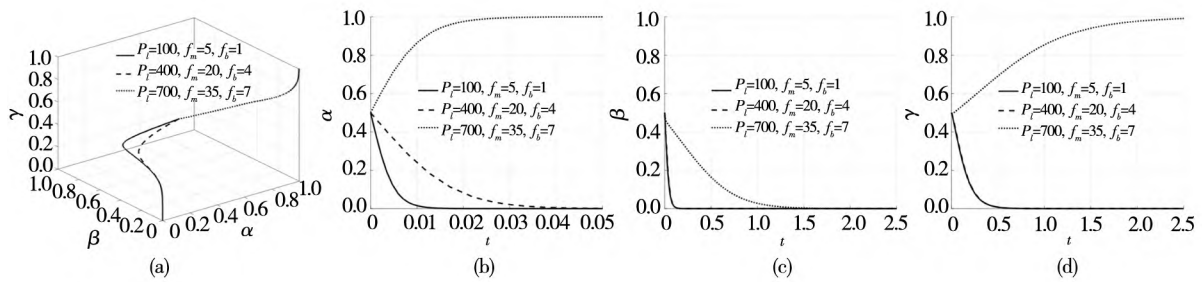 1.0
0.8
0.6
0.4
0.2
0.0
γ
1.0
0.8
0.6
0.4
0.2
0
β
0
0.2
0.4
0.6
0.8
1.0
α
P_l=100, f_m=5, f_b=1
P_l=400, f_m=20, f_b=4
P_l=700, f_m=35, f_b=7
(a)
1.0
0.8
0.6
0.4
0.2
0.0
α
P_l=100, f_m=5, f_b=1
P_l=400, f_m=20, f_b=4
P_l=700, f_m=35, f_b=7
0 0.01 0.02 0.03 0.04 0.05
t
(b)
1.0
0.8
0.6
0.4
0.2
0.0
β
P_l=100, f_m=5, f_b=1
P_l=400, f_m=20, f_b=4
P_l=700, f_m=35, f_b=7
0 0.5 1.0 1.5 2.0 2.5
t
(c)
1.0
0.8
0.6
0.4
0.2
0.0
γ
P_l=100, f_m=5, f_b=1
P_l=400, f_m=20, f_b=4
P_l=700, f_m=35, f_b=7
0 0.5 1.0 1.5 2.0 2.5
t
(d)